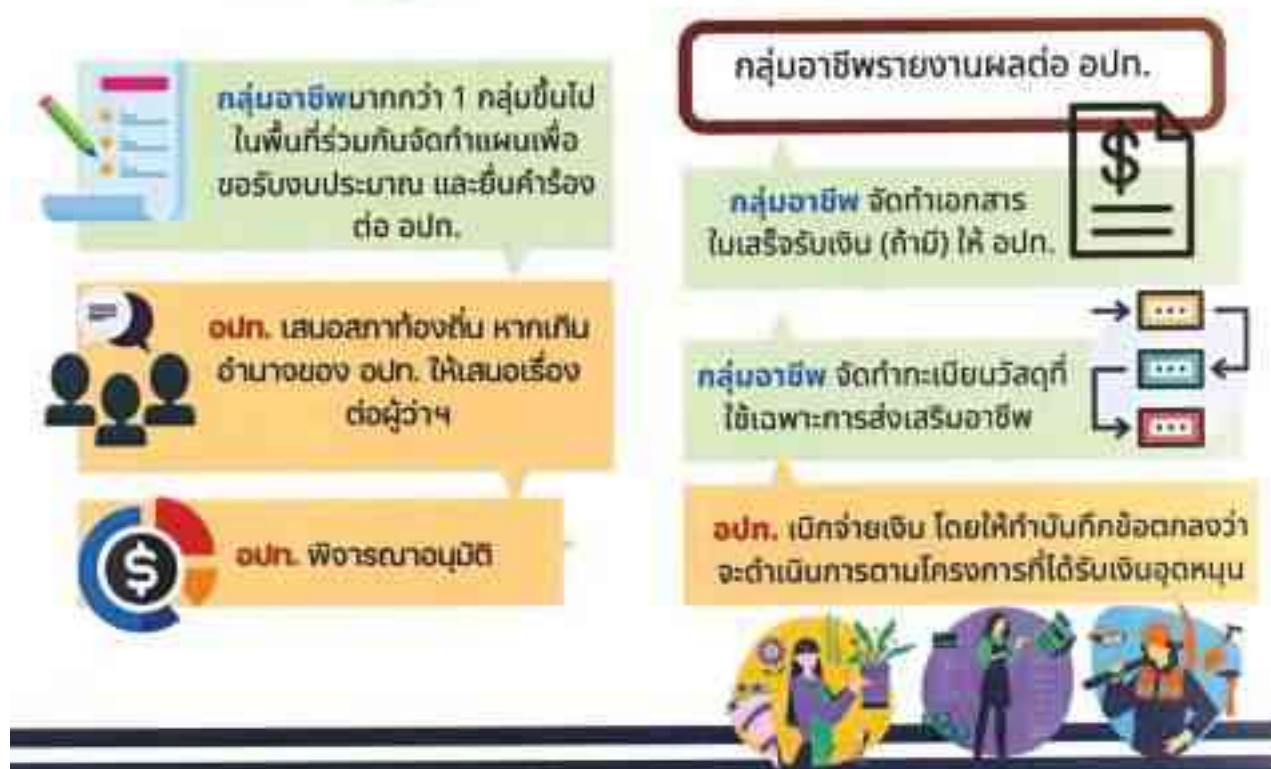 กลุ่มอาชีพมากกว่า 1 กลุ่มขึ้นไป
ในพื้นที่ร่วมกันจัดทำแผนเพื่อ
ขอรับงบประมาณ และยื่นคำร้อง
ต่อ อปท.
อปท. เสนอสภาท้องถิ่น หากเกิน
อำนาจของ อปท. ให้เสนอเรื่อง
ต่อผู้ว่าฯ
อปท. พิจารณาอนุมัติ
กลุ่มอาชีพรายงานผลต่อ อปท.
กลุ่มอาชีพ จัดทำเอกสาร
ใบเสร็จรับเงิน (ถ้ามี) ให้ อปท.
กลุ่มอาชีพ จัดทำทะเบียนวัสดุที่
ใช้เฉพาะการส่งเสริมอาชีพ
อปท. เบิกจ่ายเงิน โดยให้ทำบันทึกข้อตกลงว่า
จะดำเนินการตามโครงการที่ได้รับเงินอุดหนุน